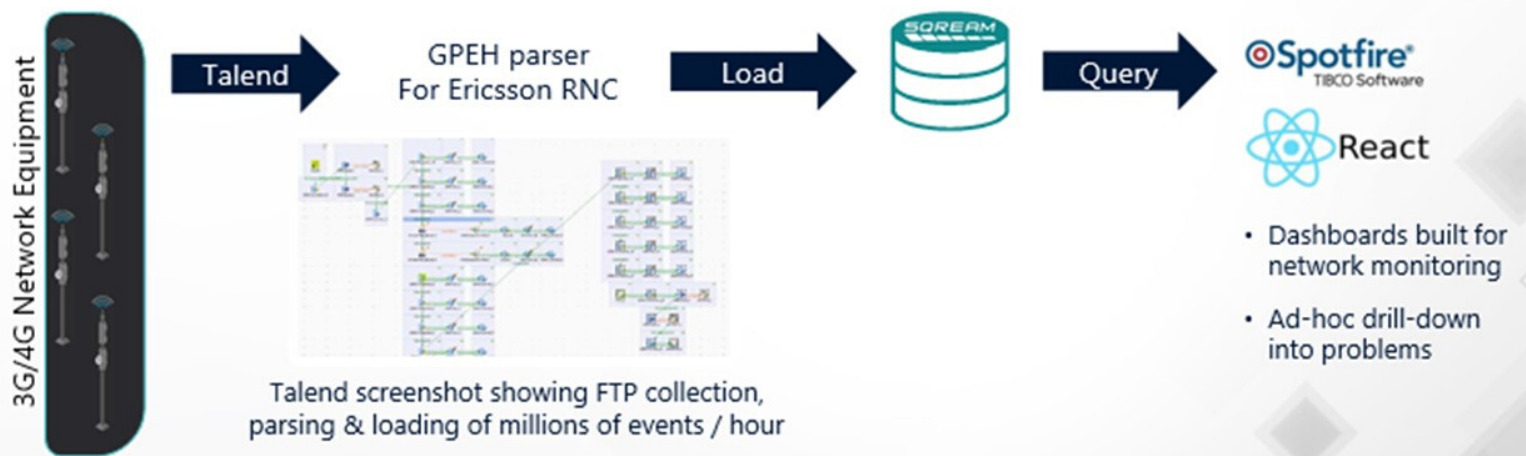 3G/4G Network Equipment
Talend
GPEH parser
For Ericsson RNC
Load
SQREAM
Query
Spotfire®
TIBCO Software
React
• Dashboards built for
network monitoring
• Ad-hoc drill-down
into problems
Talend screenshot showing FTP collection,
parsing & loading of millions of events / hour